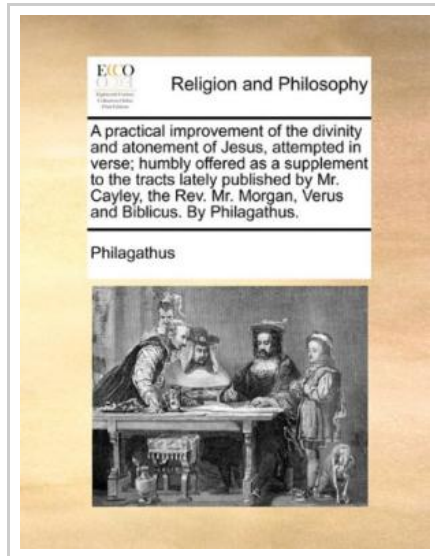 ECCO
Religion and Philosophy
A practical improvement of the divinity
and atonement of Jesus, attempted in
verse; humbly offered as a supplement
to the tracts lately published by Mr.
Cayley, the Rev. Mr. Morgan, Verus
and Biblicus. By Philagathus.
Philagathus